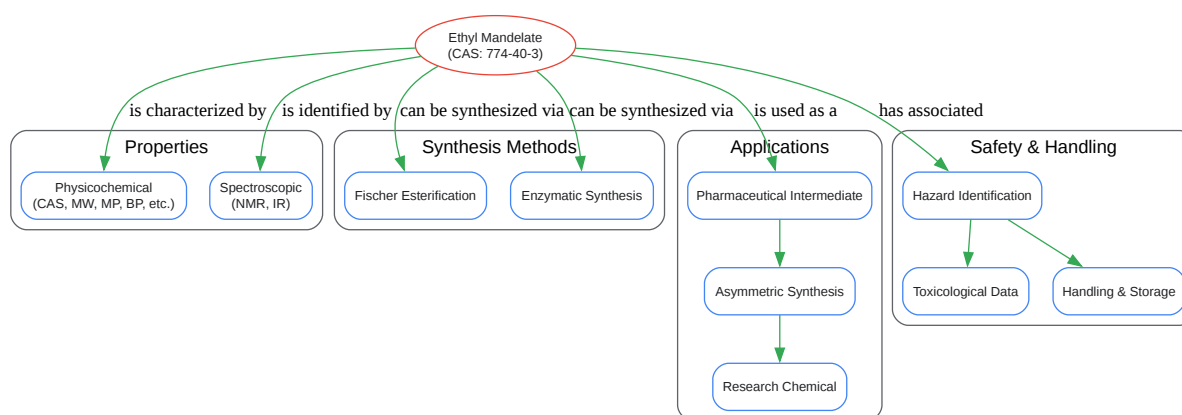 Ethyl Mandelate
(CAS: 774-40-3)
is characterized by
is identified by
can be synthesized via
can be synthesized via
is used as a
has associated
Properties
Synthesis Methods
Applications
Safety & Handling
Physicochemical
(CAS, MW, MP, BP, etc.)
Spectroscopic
(NMR, IR)
Fischer Esterification
Enzymatic Synthesis
Pharmaceutical Intermediate
Hazard Identification
Asymmetric Synthesis
Toxicological Data
Handling & Storage
Research Chemical